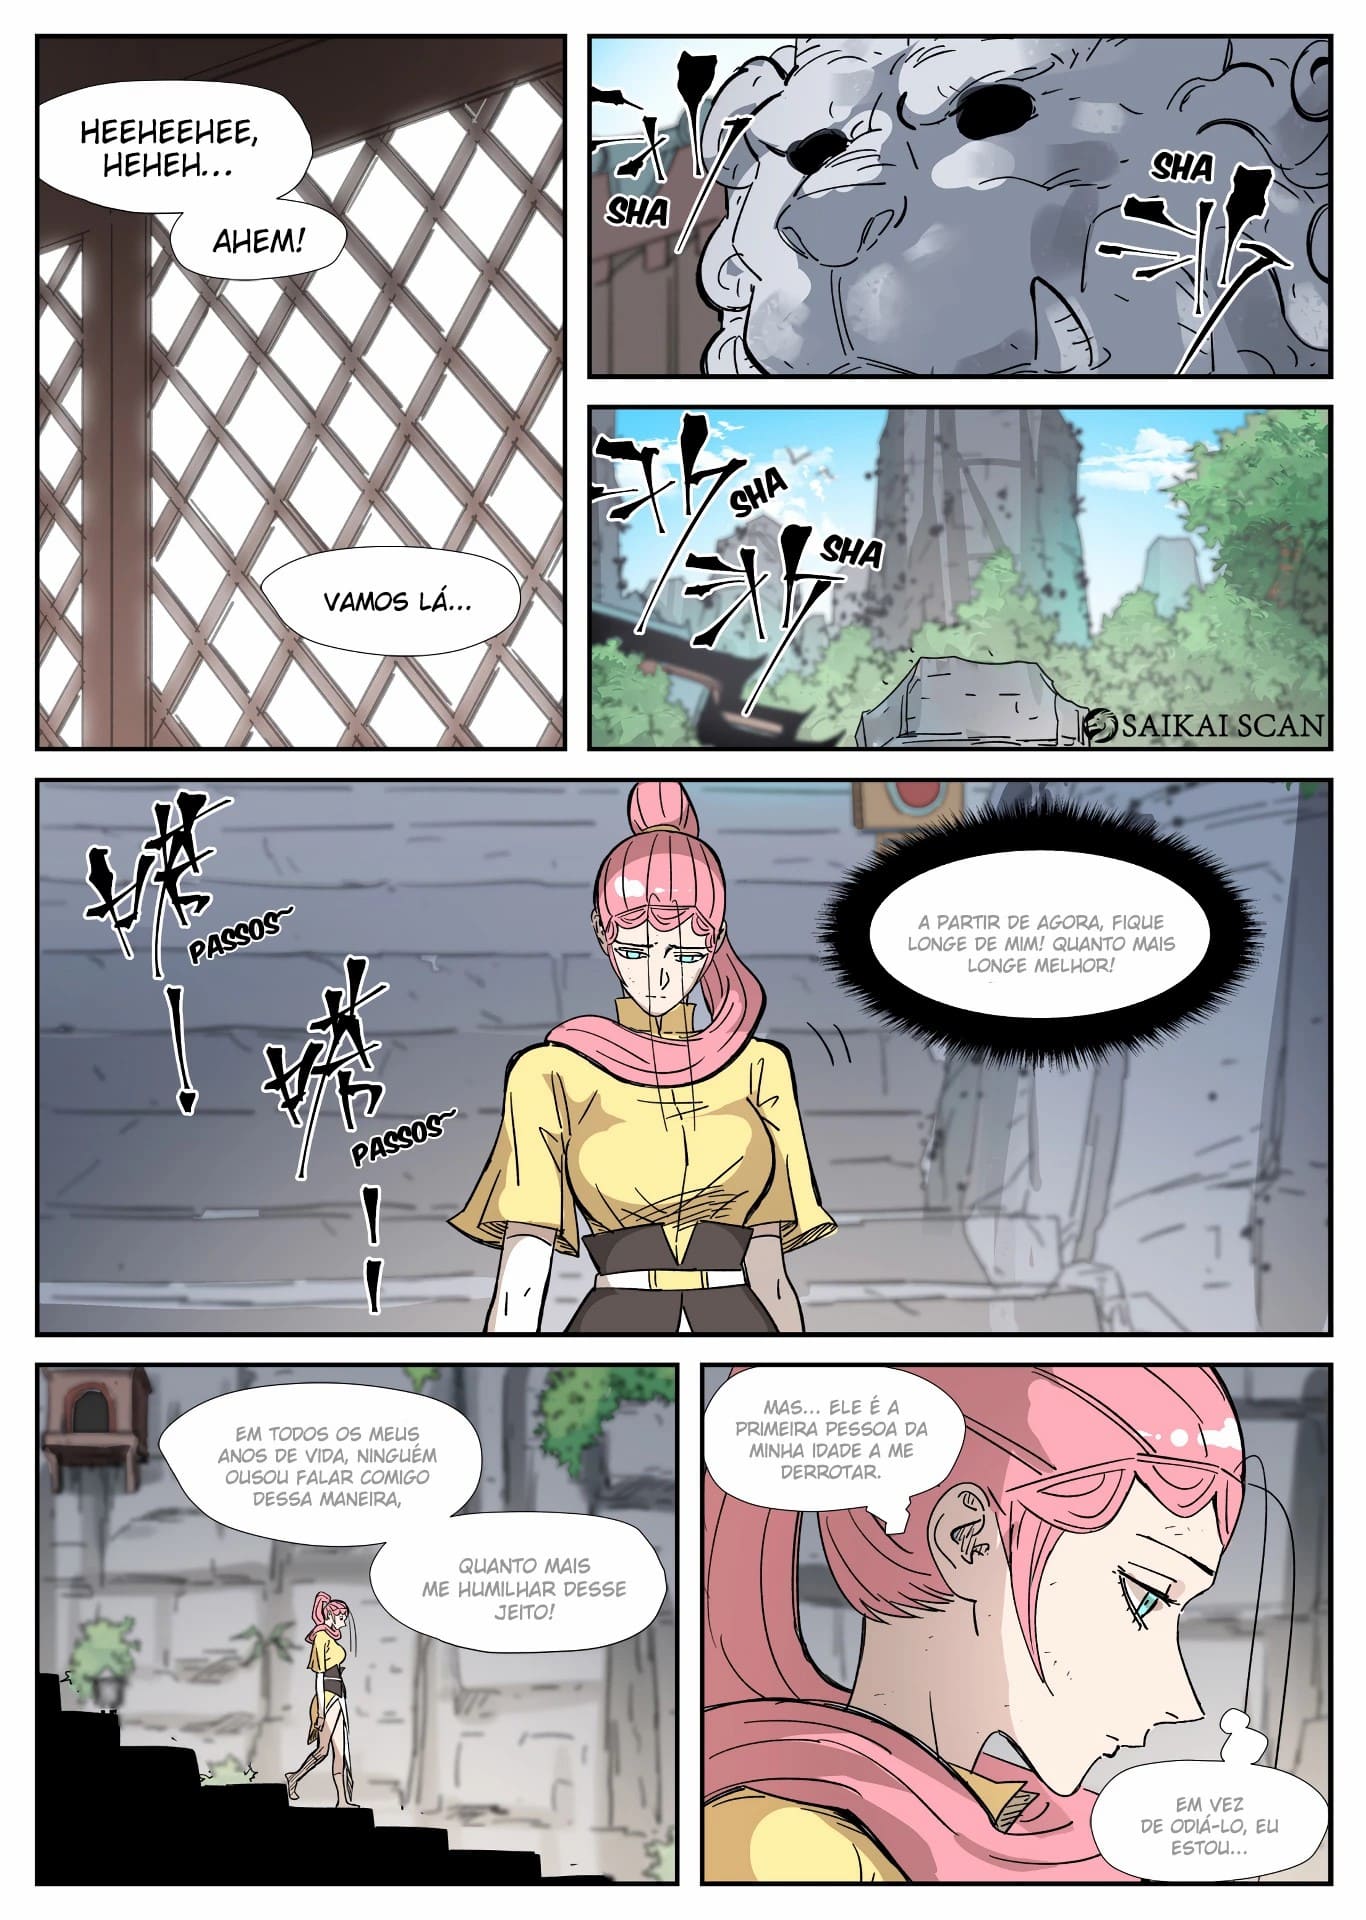 HEEHEEHEE,
HEHEH...
AHEM!
VAMOS LÁ...
SHA
SHA
SHA
SHA
SAIKAI SCAN
PASSOS~
PASSOS~
A PARTIR DE AGORA, FIQUE
LONGE DE MIM! QUANTO MAIS
LONGE MELHOR!
EM TODOS OS MEUS
ANOS DE VIDA, NINGUÉM
OUSOU FALAR COMIGO
DESSA MANEIRA,
QUANTO MAIS
ME HUMILHAR DESSE
JEITO!
MAS... ELE É A
PRIMEIRA PESSOA DA
MINHA IDADE A ME
DERROTAR.
EM VEZ
DE ODIÁ-LO, EU
ESTOU...